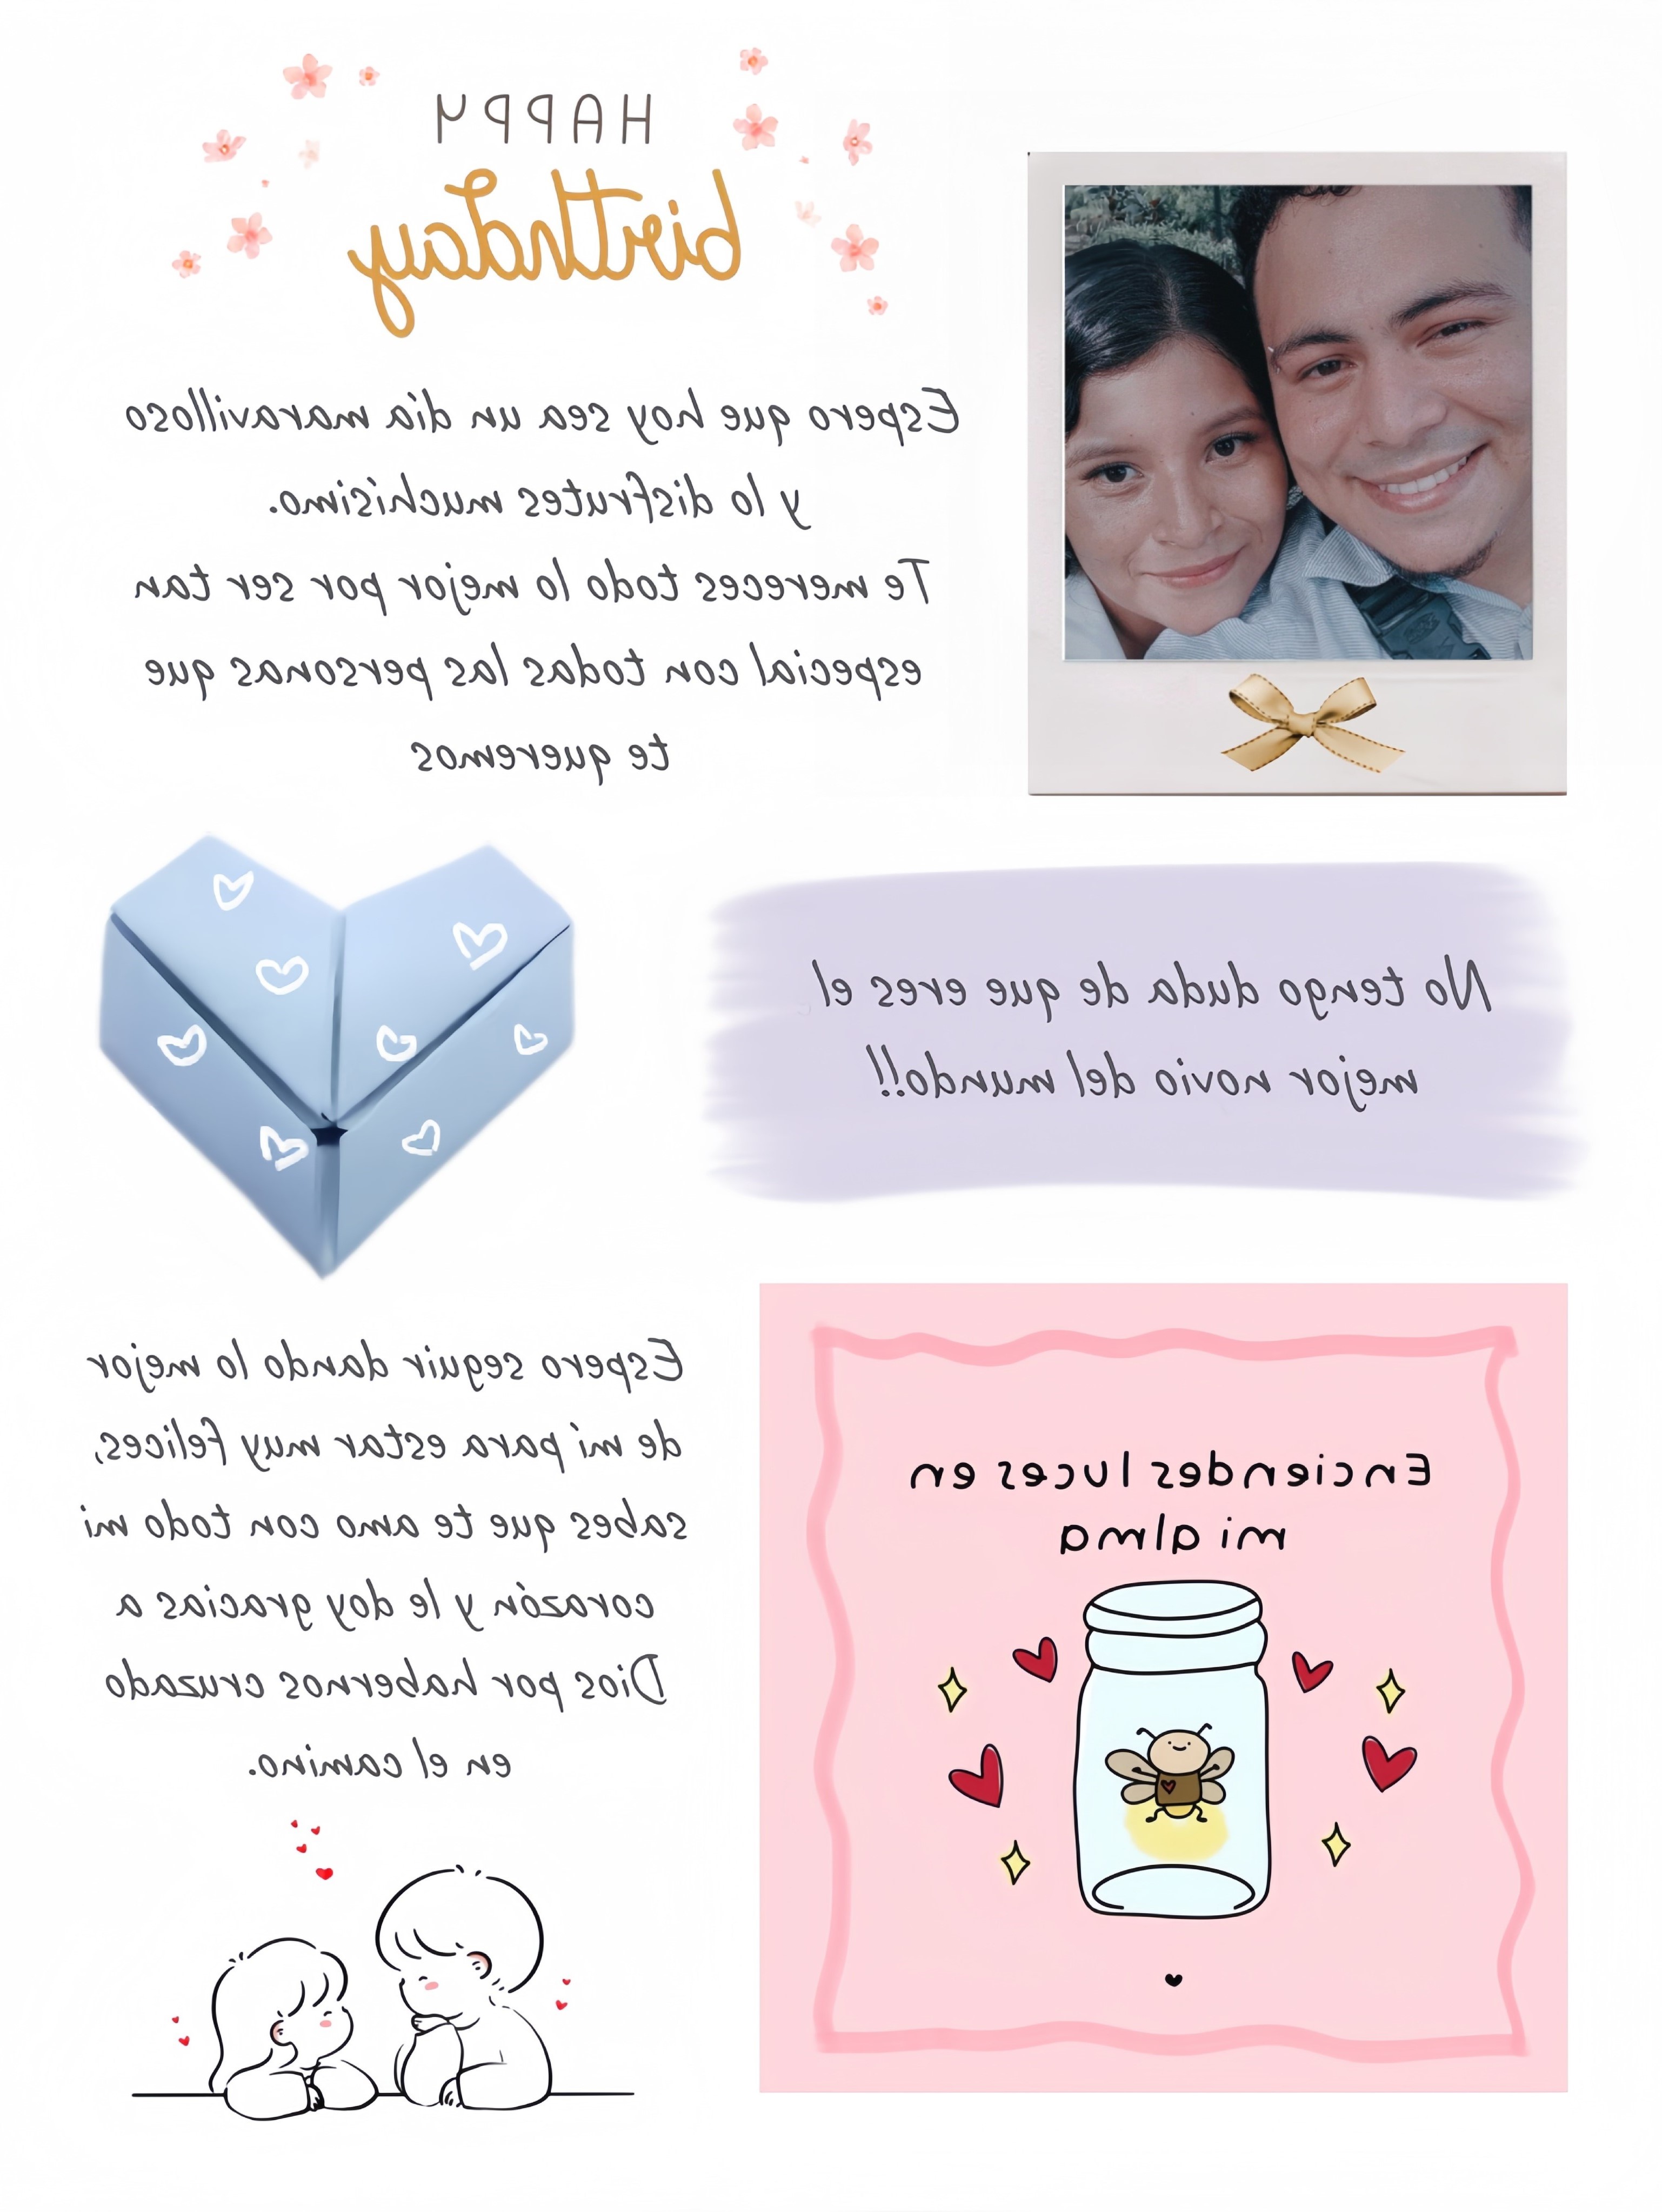 HAPPY
birthday
Espero que hoy sea un día maravilloso
y lo disfrutes muchísimo.
Te mereces todo lo mejor por ser tan
especial con todas las personas que
te queremos
No tengo duda de que eres el
mejor novio del mundo!!
Espero seguir dando lo mejor
de mi para estar muy felices,
sabes que te amo con todo mi
corazón y le doy gracias a
Dios por habernos cruzado
en el camino.
Enciendes luces en
mi alma